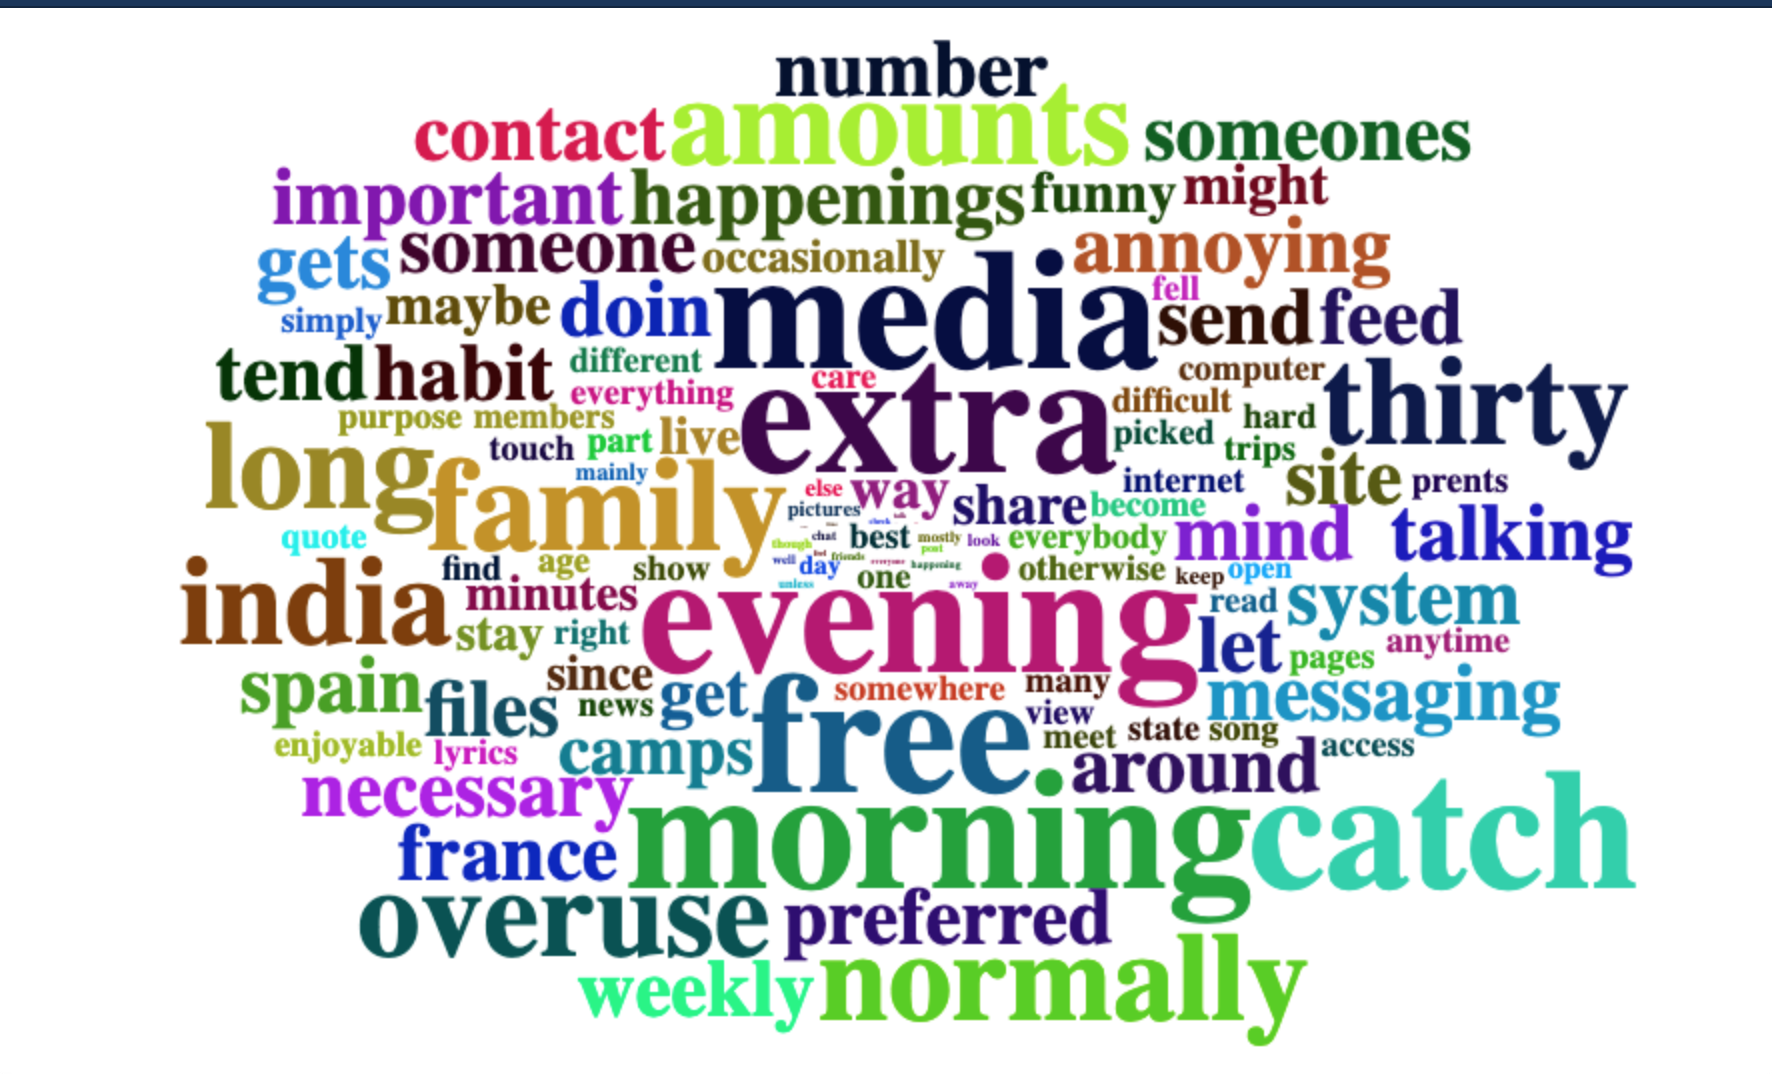 number
contact amounts someones
important happenings funny might
gets someone occasionally annoying
simply maybe doin media fell send feed
tend habit different care computer thirty
everything extra difficult hard
purpose members picked
long touch part live trips
mainly family else way internet site prents
pictures share become
quote chat best mostly look everybody mind talking
though post
friends
find age show well day everyone happening otherwise keep open
india minutes unless one away read system
stay right evening let pages anytime
spain since somewhere many messaging
files news get free view
enjoyable lyrics camps meet state song access
necessary around
france morning catch
overuse preferred
weekly normally